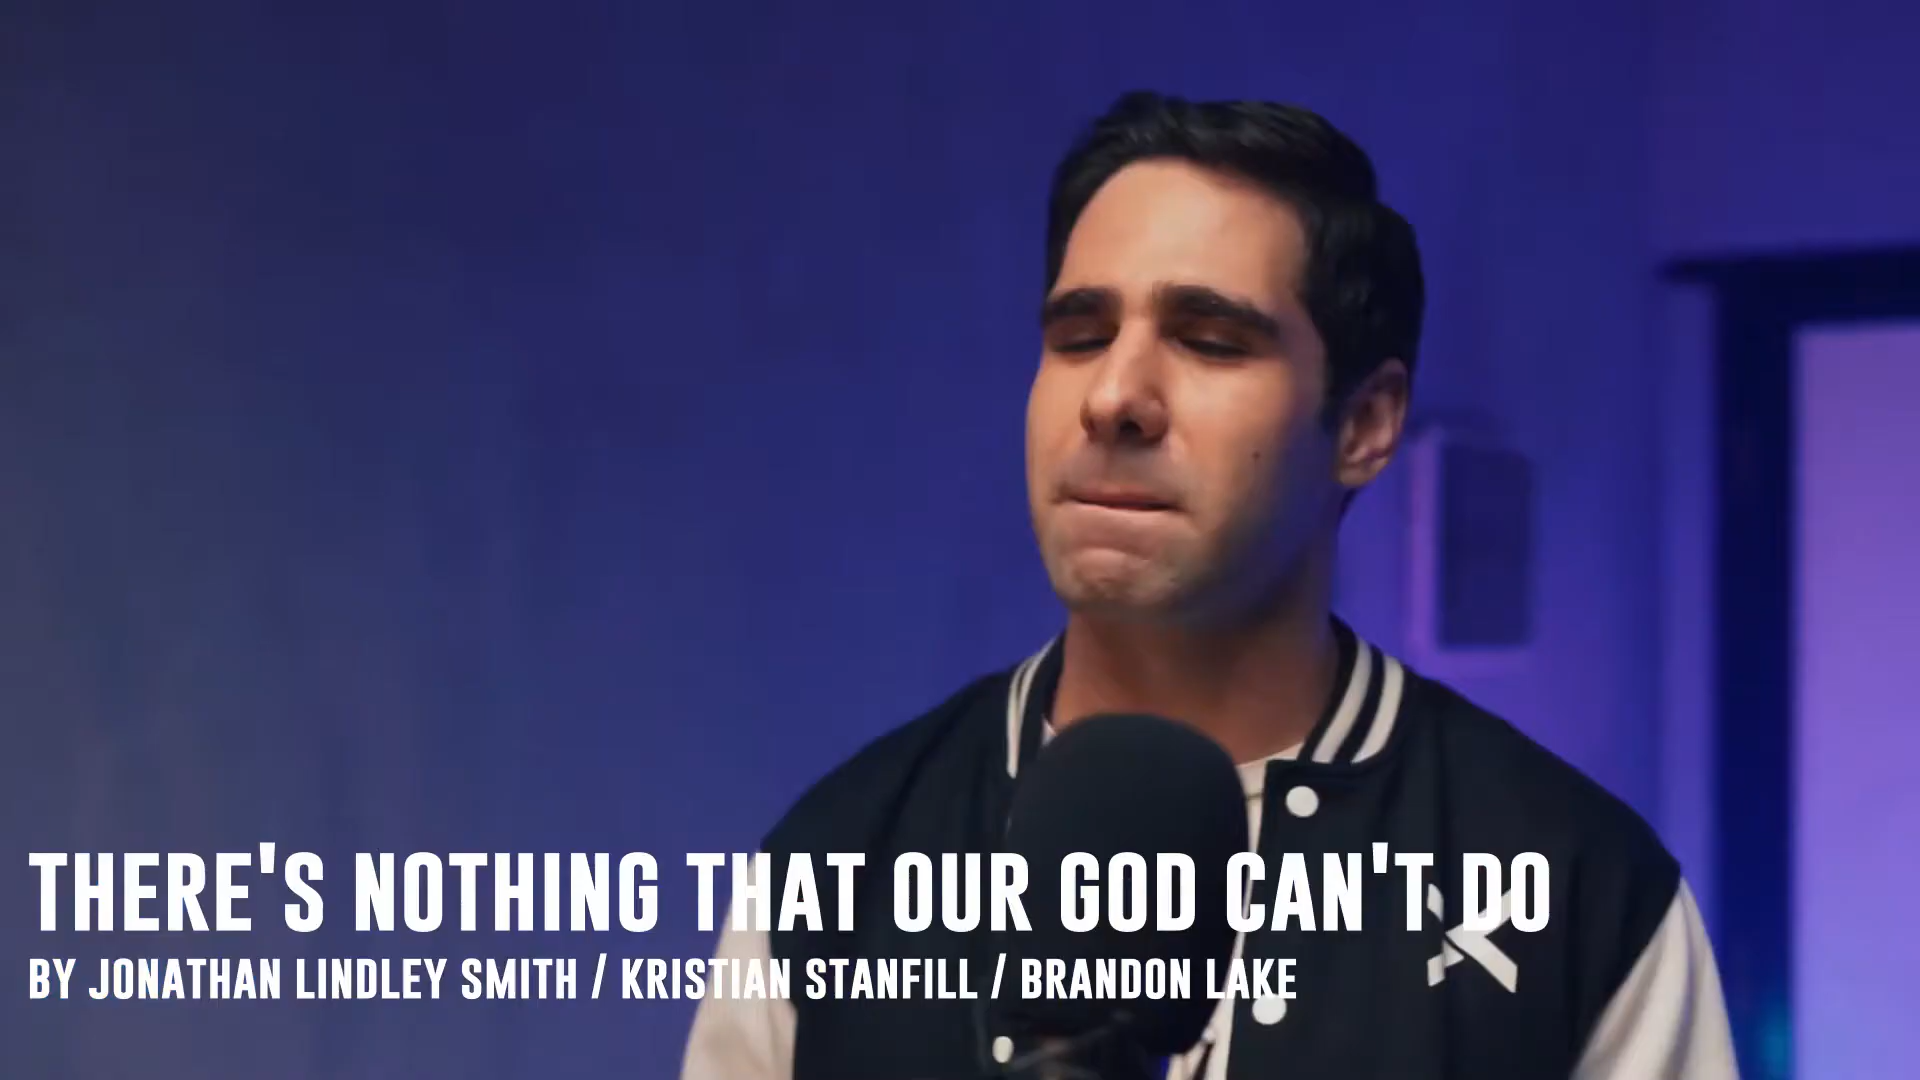 THERE'S NOTHING THAT OUR GOD CAN'T DO
BY JONATHAN LINDLEY SMITH / KRISTIAN STANFILL / BRANDON LAKE